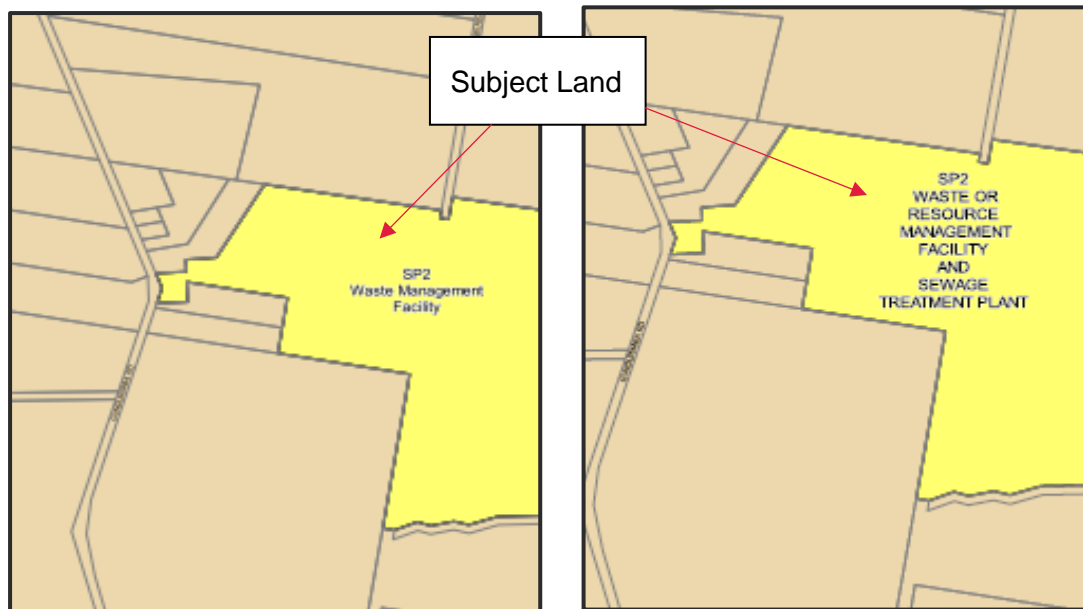 Subject Land
SP2
Waste Management
Facility
SP2
WASTE OR
RESOURCE
MANAGEMENT
FACILITY
AND
SEWAGE
TREATMENT PLANT